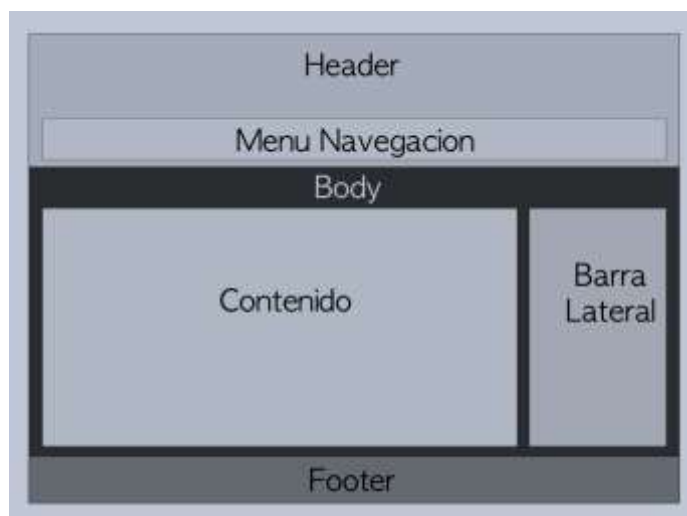 Header
Menu Navegacion
Body
Contenido
Barra
Lateral
Footer